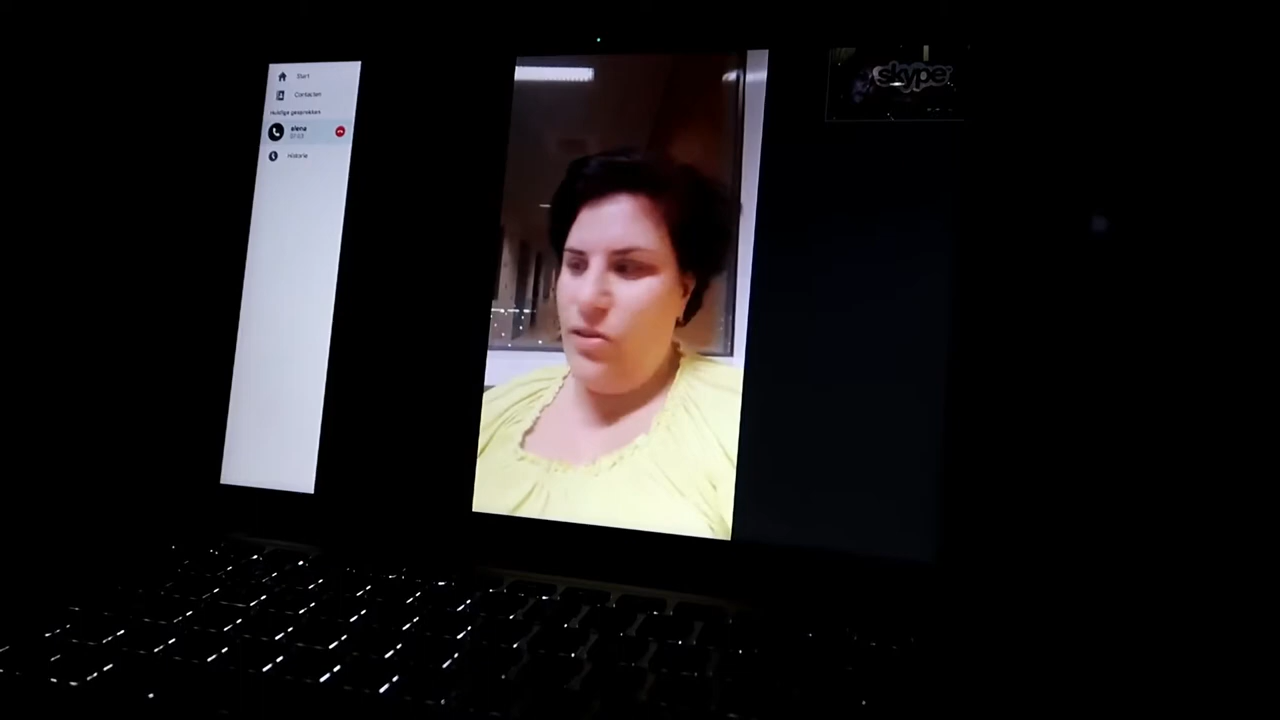 Start
Contacten
Huidige gesprekken
elena
Historie
skype